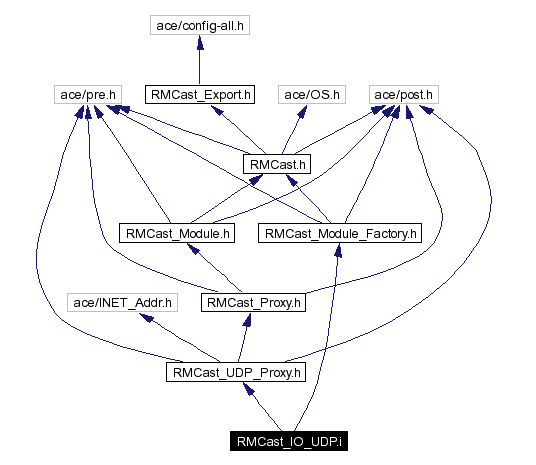 ace/config-all.h
ace/pre.h
RMCast_Export.h
ace/OS.h
ace/post.h
RMCast.h
RMCast_Module.h
RMCast_Module_Factory.h
ace/INET_Addr.h
RMCast_Proxy.h
RMCast_UDP_Proxy.h
RMCast_IO_UDP.i